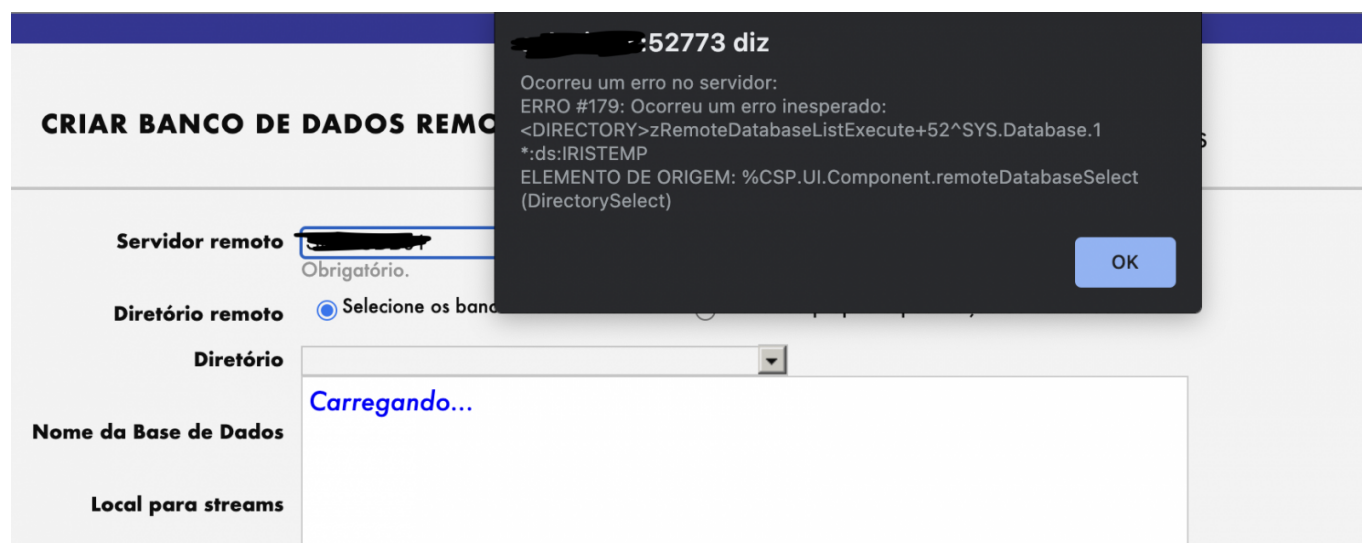 :52773 diz
Ocorreu um erro no servidor:
ERRO #179: Ocorreu um erro inesperado:
<DIRECTORY>zRemoteDatabaseListExecute+52^SYS.Database.1
*:ds:IRISTEMP
ELEMENTO DE ORIGEM: %CSP.UI.Component.remoteDatabaseSelect
(DirectorySelect)
OK
CRIAR BANCO DE DADOS REMO
Servidor remoto
Obrigatório.
Diretório remoto
Selecione os banc
Diretório
Carregando...
Nome da Base de Dados
Local para streams